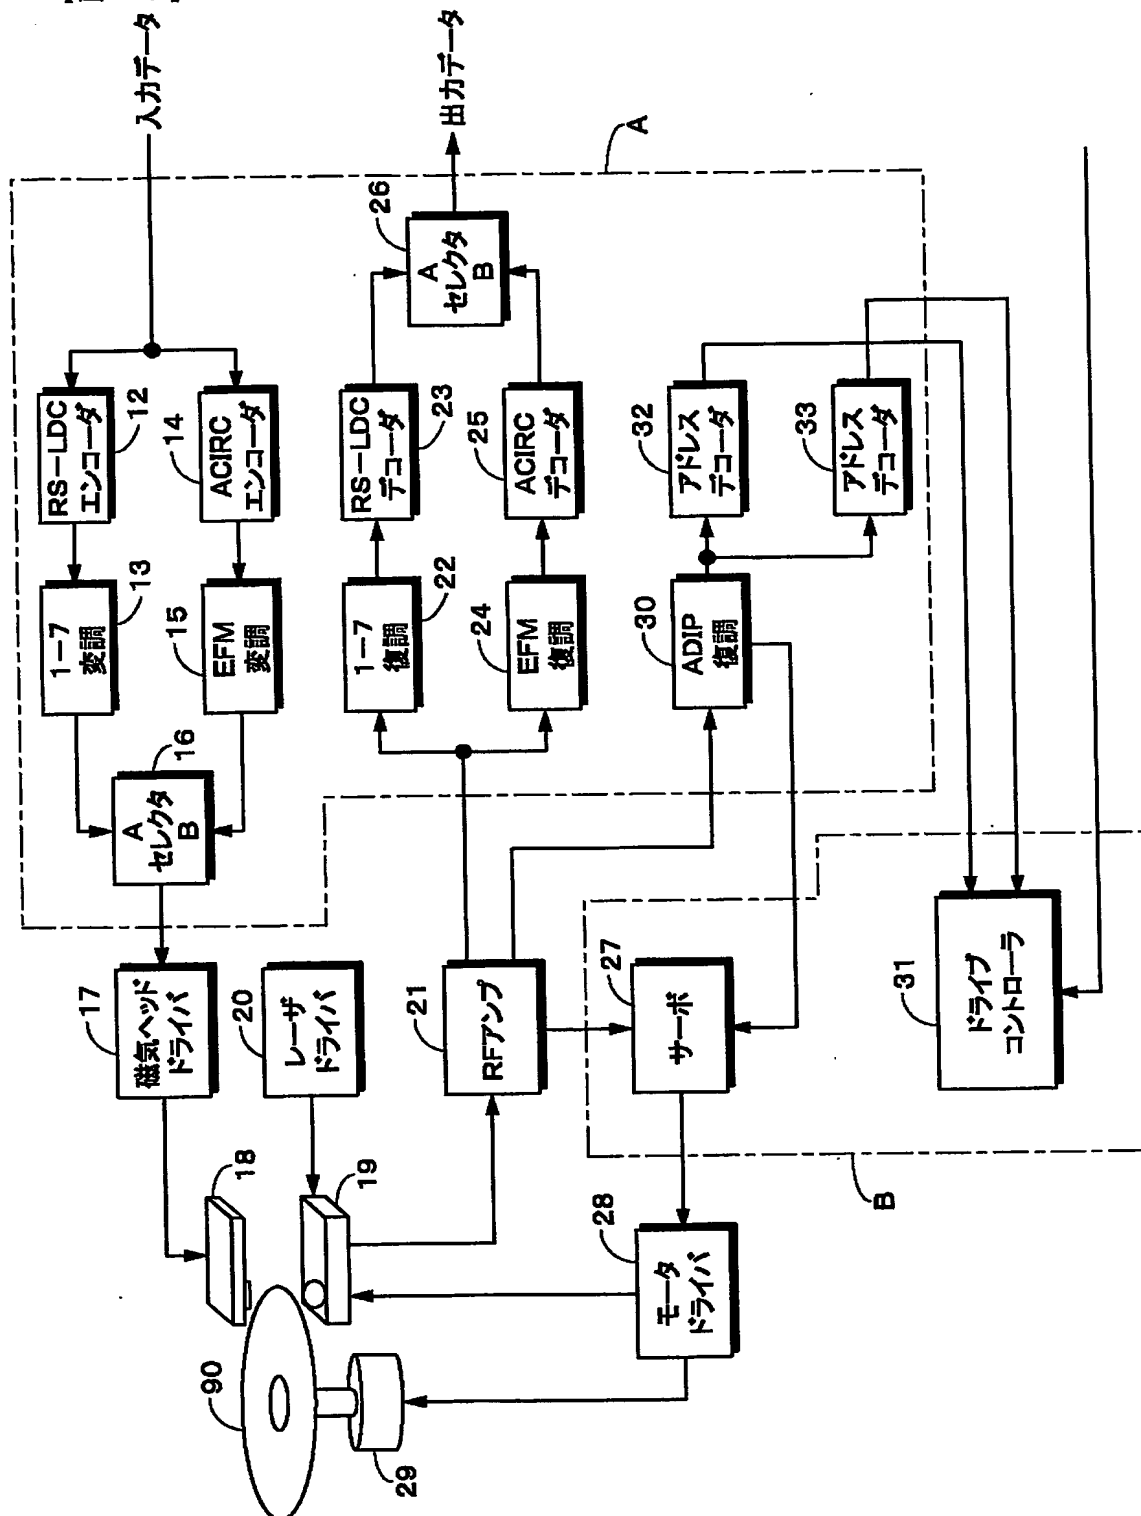 入力データ
出力データ
A
RS−LDC
エンコーダ
12
14
ACIRC
エンコーダ
1−7
変調
13
15
EFM
変調
16
A
セレクタ
B
26
A
セレクタ
B
RS−LDC
デコーダ
23
25
ACIRC
デコーダ
1−7
復調
22
24
EFM
復調
32
アドレス
デコーダ
33
アドレス
デコーダ
30
ADIP
復調
17
磁気ヘッド
ドライバ
20
レーザ
ドライバ
21
RFアンプ
27
サーボ
31
ドライブ
コントローラ
B
18
19
28
モータ
ドライバ
90
29